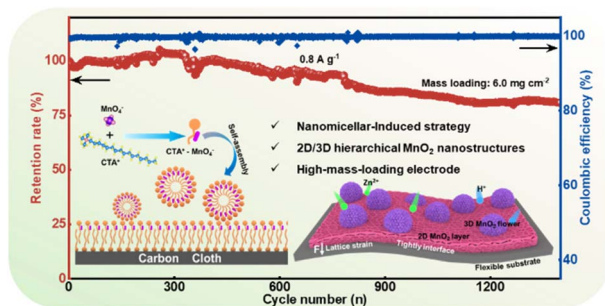 0.8 A g⁻¹
Mass loading: 6.0 mg cm⁻²
Retention rate (%)
100
75
50
25
0
Coulombic efficiency (%)
100
80
60
40
MnO₄⁻
+
CTA⁺
CTA⁺ - MnO₄⁻
Self-assembly
✓ Nanomicellar-Induced strategy
✓ 2D/3D hierarchical MnO₂ nanostructures
✓ High-mass-loading electrode
Carbon Cloth
Zn²⁺
H⁺
3D MnO₂ flower
2D MnO₂ layer
F↓ Lattice strain
Tightly interface
Flexible substrate
0 300 600 900 1200
Cycle number (n)